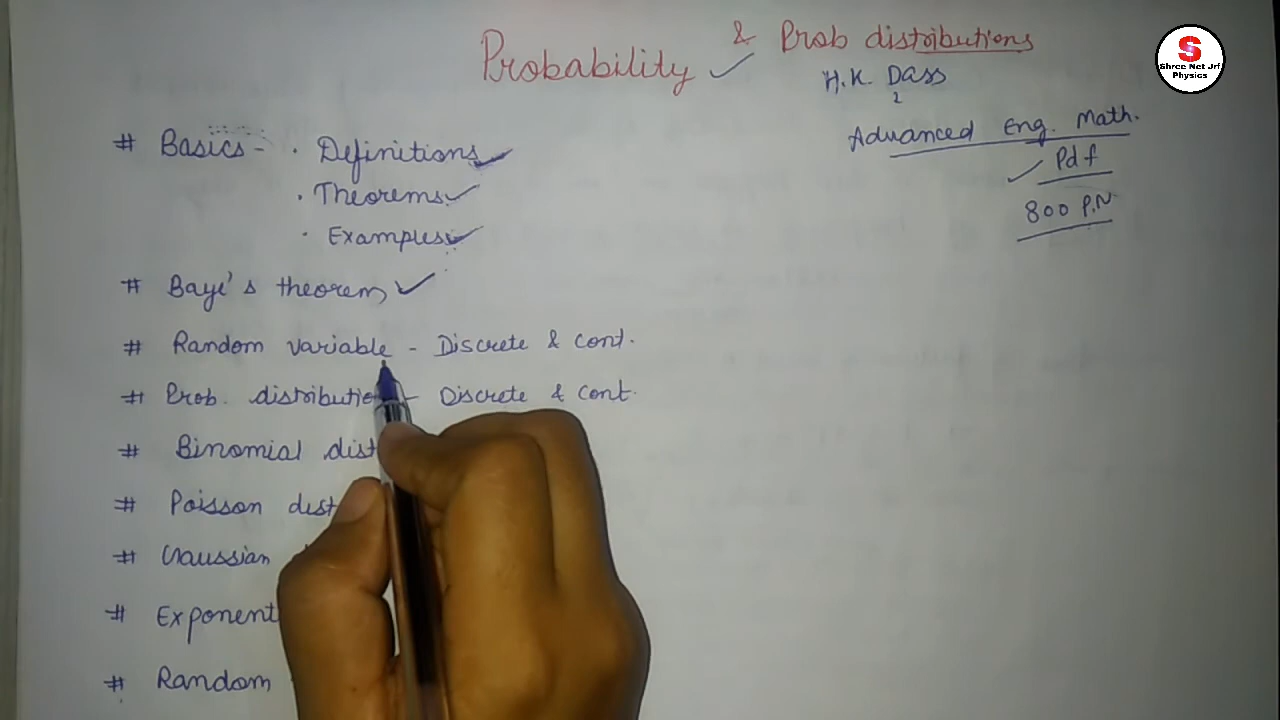 Probability ✓ & Prob distributions
H.K. Dass
Advanced Eng. Math.
✓ Pdf
800 P.N
# Basics - · Definitions ✓
· Theorems ✓
· Examples ✓
# Baye's theorem ✓
# Random variable - Discrete & cont.
# Prob. distributio - Discrete & cont.
# Binomial dist
# Poisson dist
# Gaussian
# Exponent
# Random
S
Shree Net Jrf
Physics